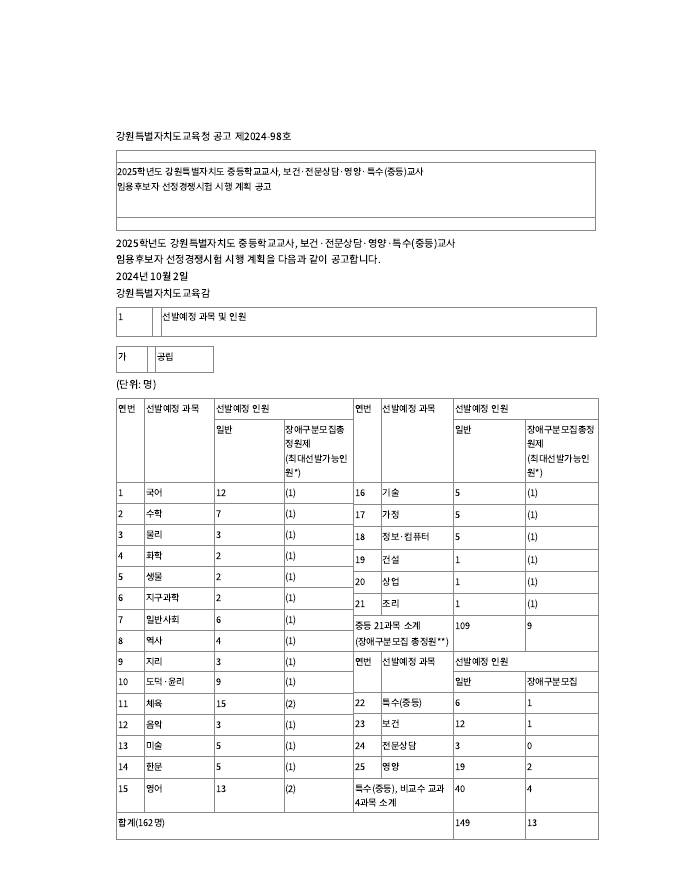 강원특별자치도교육청 공고 제2024-98호
2025학년도 강원특별자치도 중등학교교사, 보건·전문상담·영양·특수(중등)교사
임용후보자 선정경쟁시험 시행 계획 공고
2025학년도 강원특별자치도 중등학교교사, 보건·전문상담·영양·특수(중등)교사
임용후보자 선정경쟁시험 시행 계획을 다음과 같이 공고합니다.
2024년 10월 2일
강원특별자치도교육감
1 선발예정 과목 및 인원
가 공립
(단위: 명)
연번 선발예정 과목 선발예정 인원 연번 선발예정 과목 선발예정 인원
일반 장애구분모집총 일반 장애구분모집총정
정원제 원제
(최대선발가능인 (최대선발가능인
원*) 원*)
1 국어 12 (1) 16 기술 5 (1)
2 수학 7 (1) 17 가정 5 (1)
3 물리 3 (1) 18 정보·컴퓨터 5 (1)
4 화학 2 (1) 19 건설 1 (1)
5 생물 2 (1) 20 상업 1 (1)
6 지구과학 2 (1) 21 조리 1 (1)
7 일반사회 6 (1) 중등 21과목 소계 109 9
8 역사 4 (1) (장애구분모집 총정원**)
9 지리 3 (1) 연번 선발예정 과목 선발예정 인원
10 도덕·윤리 9 (1) 일반 장애구분모집
11 체육 15 (2) 22 특수(중등) 6 1
12 음악 3 (1) 23 보건 12 1
13 미술 5 (1) 24 전문상담 3 0
14 한문 5 (1) 25 영양 19 2
15 영어 13 (2) 특수(중등), 비교수 교과 40 4
4과목 소계
합계(162명) 149 13